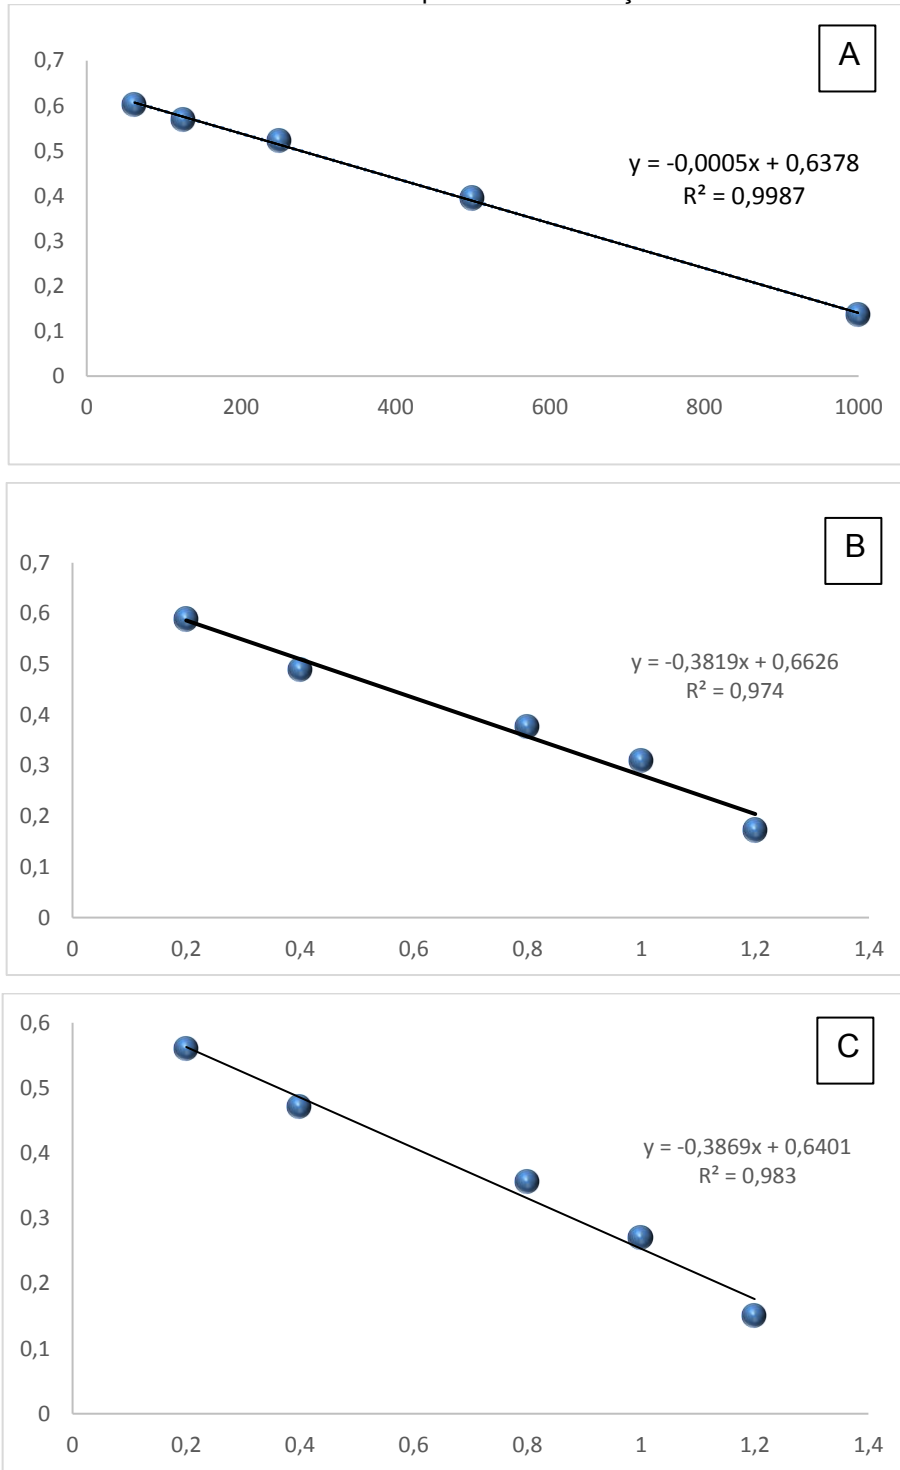 A
0,7
0,6
0,5
0,4
0,3
0,2
0,1
0
y = -0,0005x + 0,6378
R² = 0,9987
0 200 400 600 800 1000
B
0,7
0,6
0,5
0,4
0,3
0,2
0,1
0
y = -0,3819x + 0,6626
R² = 0,974
0 0,2 0,4 0,6 0,8 1 1,2 1,4
C
0,6
0,5
0,4
0,3
0,2
0,1
0
y = -0,3869x + 0,6401
R² = 0,983
0 0,2 0,4 0,6 0,8 1 1,2 1,4